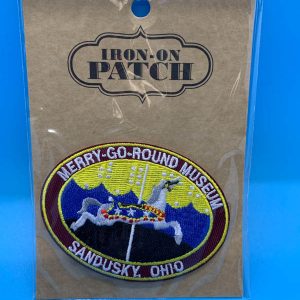 IRON-ON
PATCH
MERRY-GO-ROUND MUSEUM
SANDUSKY, OHIO